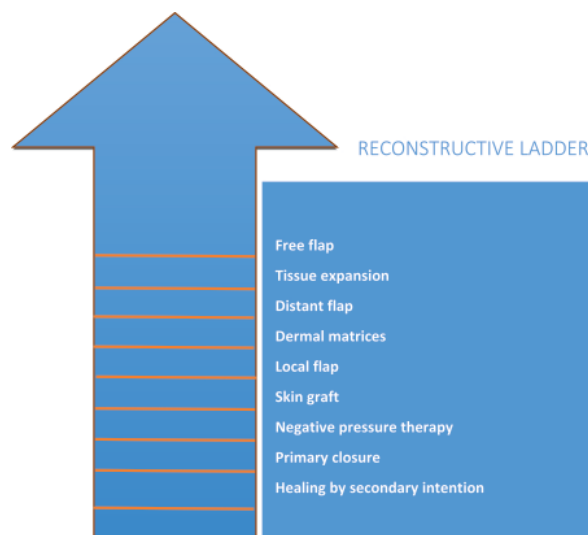 RECONSTRUCTIVE LADDER
Free flap
Tissue expansion
Distant flap
Dermal matrices
Local flap
Skin graft
Negative pressure therapy
Primary closure
Healing by secondary intention